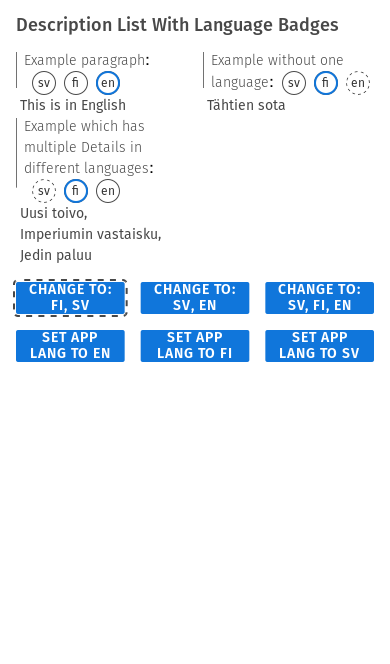 Description List With Language Badges
Example paragraph:
sv fi en
This is in English
Example without one
language: sv fi en
Tähtien sota
Example which has
multiple Details in
different languages:
sv fi en
Uusi toivo,
Imperiumin vastaisku,
Jedin paluu
CHANGE TO:
FI, SV
CHANGE TO:
SV, EN
CHANGE TO:
SV, FI, EN
SET APP
LANG TO EN
SET APP
LANG TO FI
SET APP
LANG TO SV